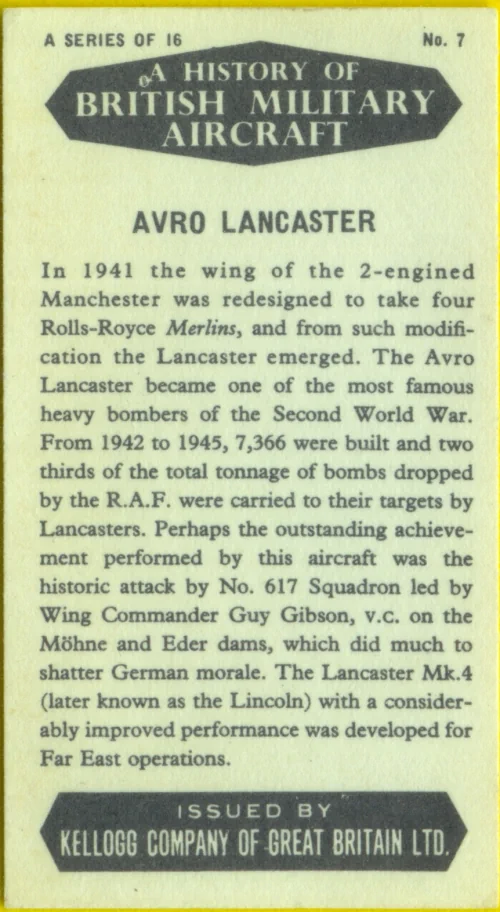 A SERIES OF 16 No. 7
A HISTORY OF
BRITISH MILITARY
AIRCRAFT
AVRO LANCASTER
In 1941 the wing of the 2-engined
Manchester was redesigned to take four
Rolls-Royce Merlins, and from such modifi-
cation the Lancaster emerged. The Avro
Lancaster became one of the most famous
heavy bombers of the Second World War.
From 1942 to 1945, 7,366 were built and two
thirds of the total tonnage of bombs dropped
by the R.A.F. were carried to their targets by
Lancasters. Perhaps the outstanding achieve-
ment performed by this aircraft was the
historic attack by No. 617 Squadron led by
Wing Commander Guy Gibson, V.C. on the
Möhne and Eder dams, which did much to
shatter German morale. The Lancaster Mk.4
(later known as the Lincoln) with a consider-
ably improved performance was developed for
Far East operations.
ISSUED BY
KELLOGG COMPANY OF GREAT BRITAIN LTD.